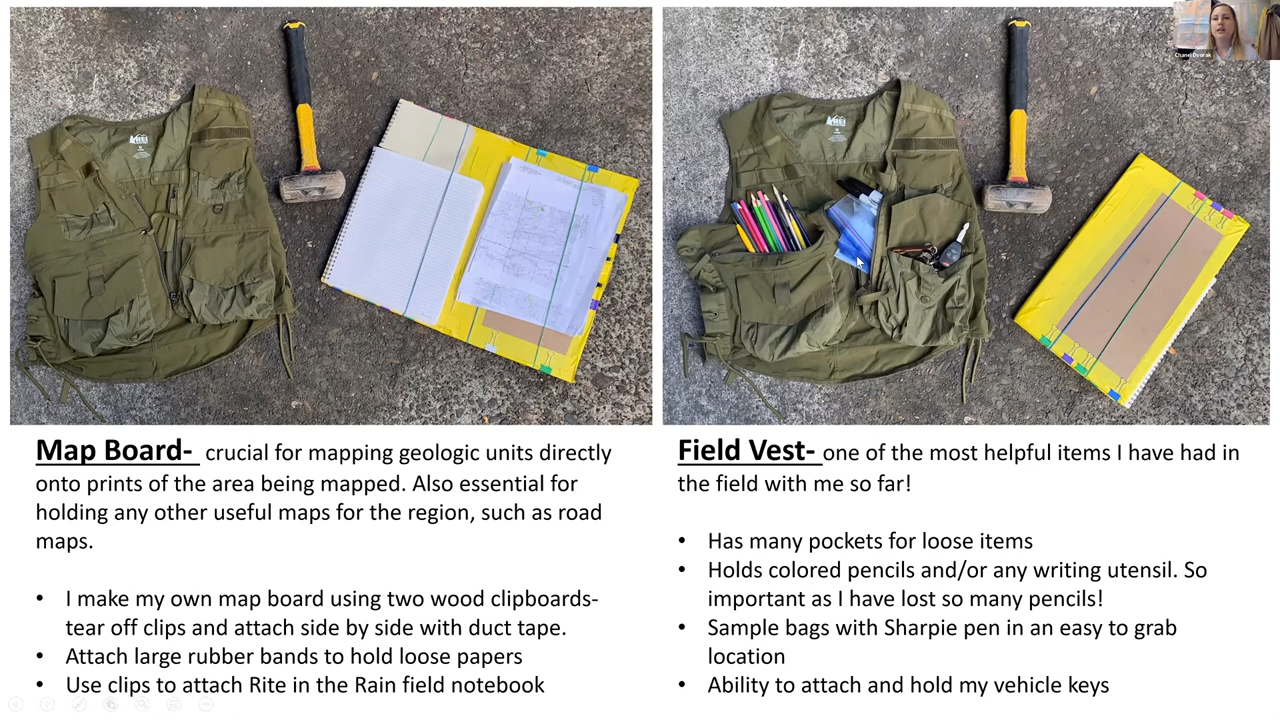 Chanel Dvorak
REI
REI
Map Board- crucial for mapping geologic units directly
onto prints of the area being mapped. Also essential for
holding any other useful maps for the region, such as road
maps.
• I make my own map board using two wood clipboards-
tear off clips and attach side by side with duct tape.
• Attach large rubber bands to hold loose papers
• Use clips to attach Rite in the Rain field notebook
Field Vest- one of the most helpful items I have had in
the field with me so far!
• Has many pockets for loose items
• Holds colored pencils and/or any writing utensil. So
important as I have lost so many pencils!
• Sample bags with Sharpie pen in an easy to grab
location
• Ability to attach and hold my vehicle keys